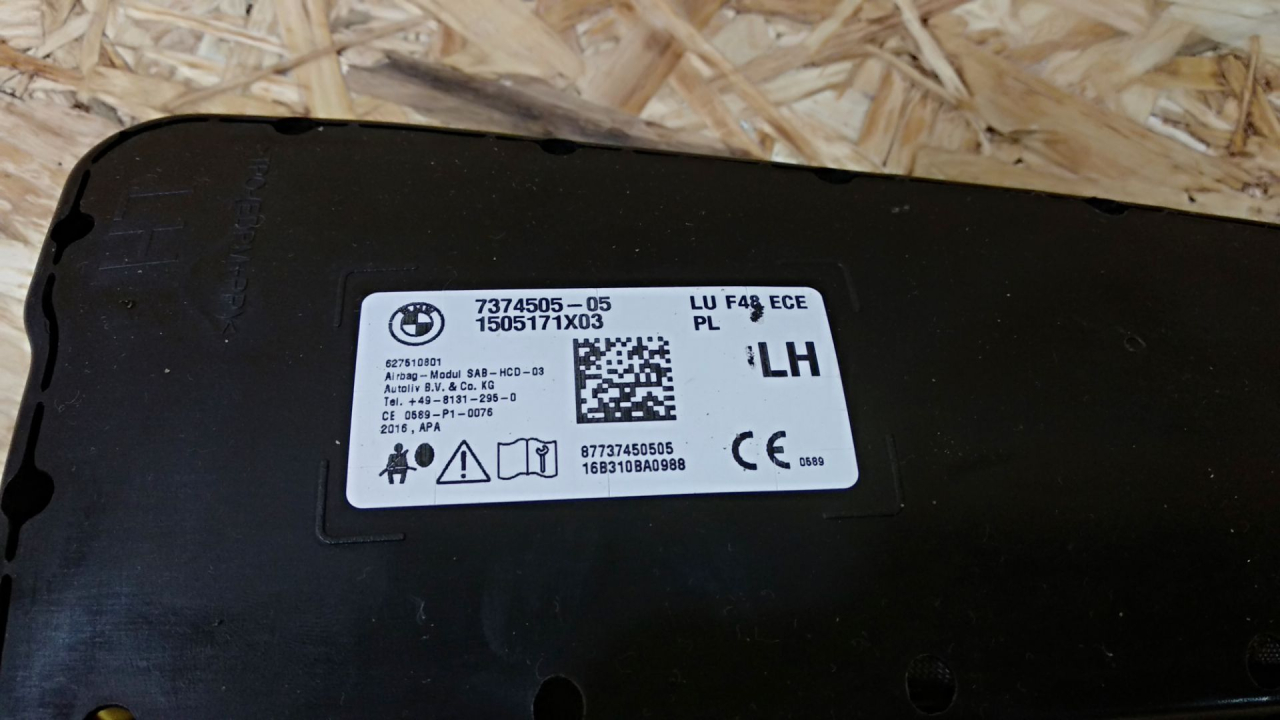 7374505-05
1505171X03
LU F48 ECE
PL
LH
627510801
Airbag-Modul SAB-HCD-03
Autoliv B.V. & Co. KG
Tel. +49-8131-295-0
CE 0589-P1-0076
2016, APA
87737450505
16B310BA0988
CE 0589
LH